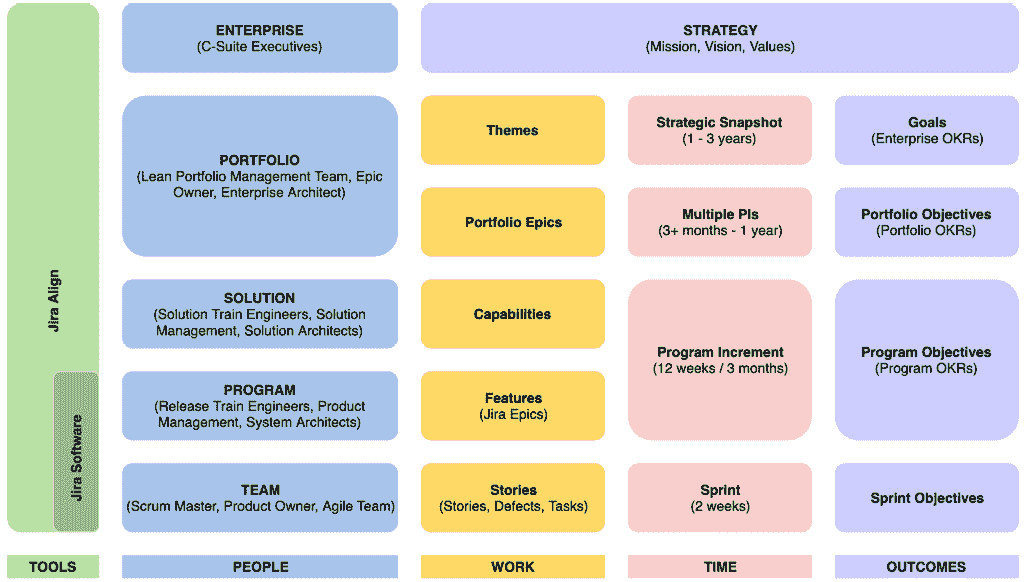 ENTERPRISE
(C-Suite Executives)
STRATEGY
(Mission, Vision, Values)
PORTFOLIO
(Lean Portfolio Management Team, Epic
Owner, Enterprise Architect)
Themes
Strategic Snapshot
(1 - 3 years)
Goals
(Enterprise OKRs)
Portfolio Epics
Multiple PIs
(3+ months - 1 year)
Portfolio Objectives
(Portfolio OKRs)
Jira Align
SOLUTION
(Solution Train Engineers, Solution
Management, Solution Architects)
Capabilities
Program Increment
(12 weeks / 3 months)
Program Objectives
(Program OKRs)
Jira Software
PROGRAM
(Release Train Engineers, Product
Management, System Architects)
Features
(Jira Epics)
TEAM
(Scrum Master, Product Owner, Agile Team)
Stories
(Stories, Defects, Tasks)
Sprint
(2 weeks)
Sprint Objectives
TOOLS
PEOPLE
WORK
TIME
OUTCOMES